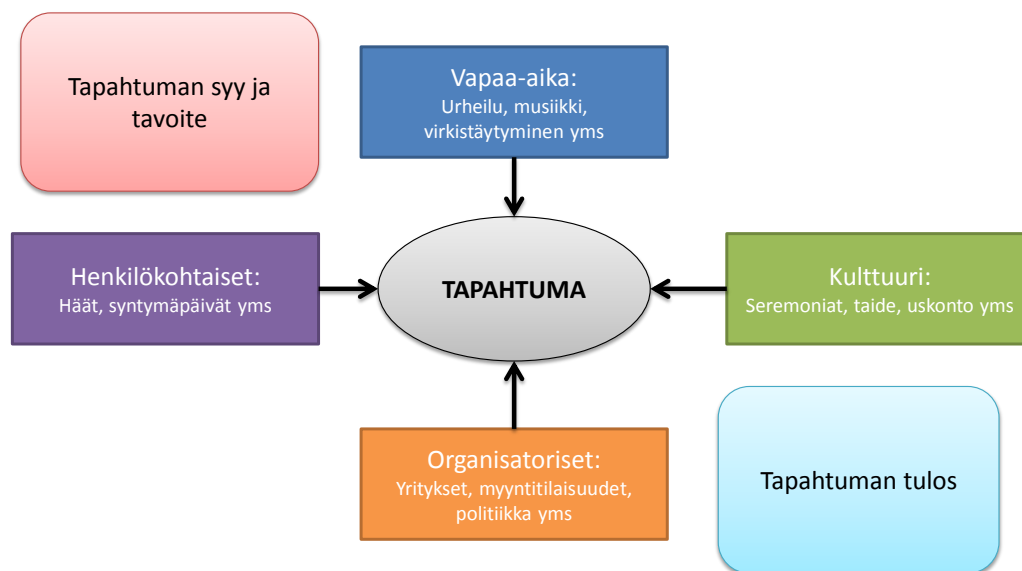 Tapahtuman syy ja
tavoite
Vapaa-aika:
Urheilu, musiikki,
virkistäytyminen yms
Henkilökohtaiset:
Häät, syntymäpäivät yms
TAPAHTUMA
Kulttuuri:
Seremoniat, taide, uskonto yms
Organisatoriset:
Yritykset, myyntitilaisuudet,
politiikka yms
Tapahtuman tulos